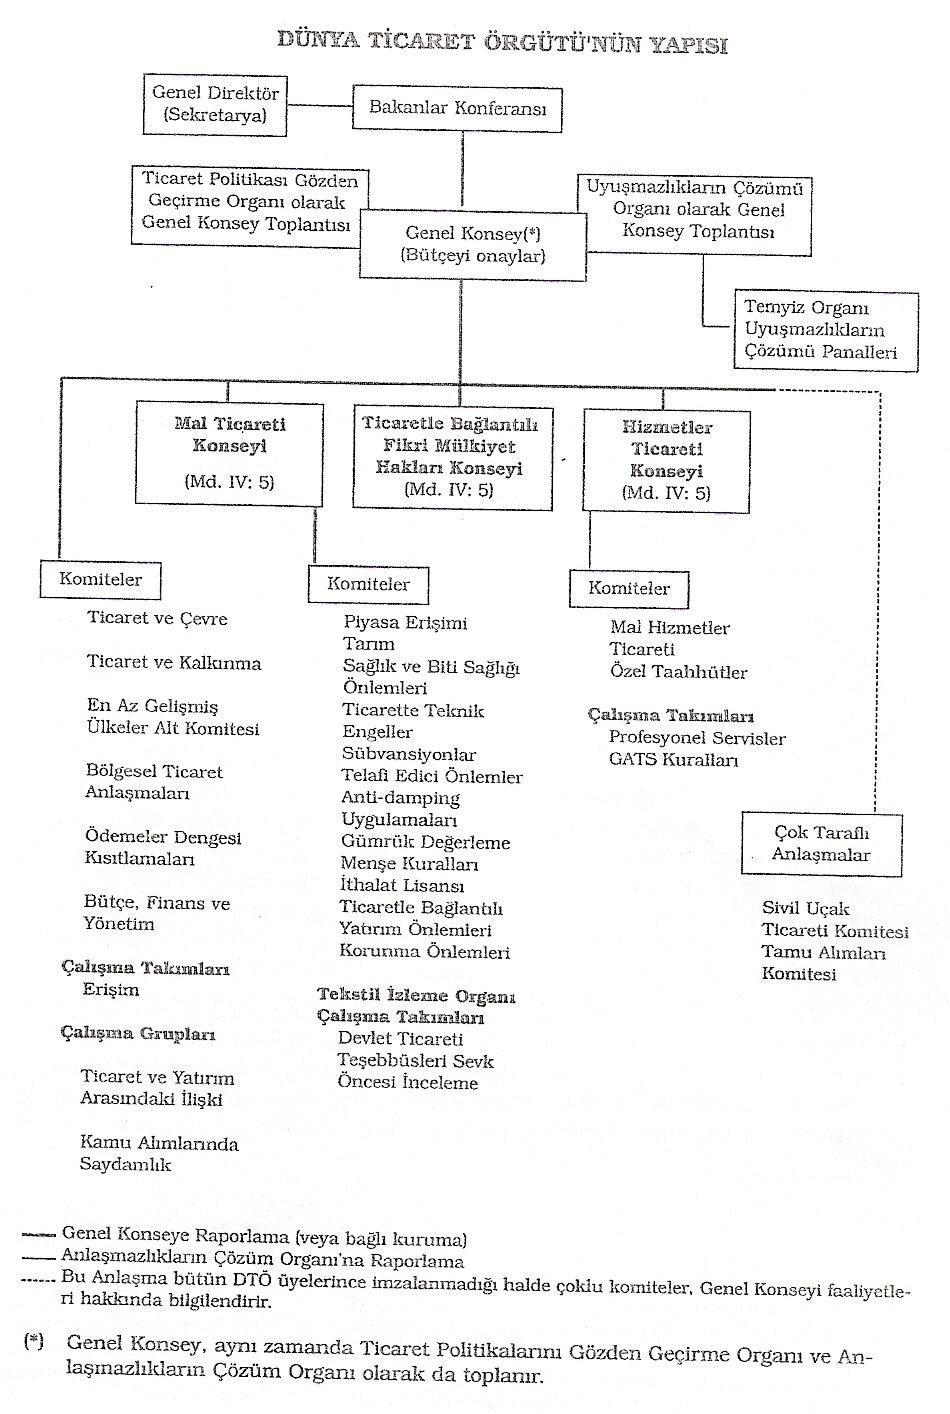 DÜNYA TİCARET ÖRGÜTÜ'NÜN YAPISI
Genel Direktör
(Sekretarya)
Bakanlar Konferansı
Ticaret Politikası Gözden
Geçirme Organı olarak
Genel Konsey Toplantısı
Genel Konsey(*)
(Bütçeyi onaylar)
Uyuşmazlıkların Çözümü
Organı olarak Genel
Konsey Toplantısı
Temyiz Organı
Uyuşmazlıkların
Çözümü Panalleri
Mal Ticareti
Konseyi
(Md. IV: 5)
Ticaretle Bağlantılı
Fikri Mülkiyet
Hakları Konseyi
(Md. IV: 5)
Hizmetler
Ticareti
Konseyi
(Md. IV: 5)
Komiteler
Ticaret ve Çevre
Ticaret ve Kalkınma
En Az Gelişmiş
Ülkeler Alt Komitesi
Bölgesel Ticaret
Anlaşmaları
Ödemeler Dengesi
Kısıtlamaları
Bütçe, Finans ve
Yönetim
Çalışma Takımları
Erişim
Çalışma Grupları
Ticaret ve Yatırım
Arasındaki İlişki
Kamu Alımlarında
Saydamlık
Komiteler
Piyasa Erişimi
Tarım
Sağlık ve Biti Sağlığı
Önlemleri
Ticarette Teknik
Engeller
Sübvansiyonlar
Telafi Edici Önlemler
Anti-damping
Uygulamaları
Gümrük Değerleme
Menşe Kuralları
İthalat Lisansı
Ticaretle Bağlantılı
Yatırım Önlemleri
Korunma Önlemleri
Tekstil İzleme Organı
Çalışma Takımları
Devlet Ticareti
Teşebbüsleri Sevk
Öncesi İnceleme
Komiteler
Mal Hizmetler
Ticareti
Özel Taahhütler
Çalışma Takımları
Profesyonel Servisler
GATS Kuralları
Çok Taraflı
Anlaşmalar
Sivil Uçak
Ticareti Komitesi
Tamu Alımları
Komitesi
Genel Konseye Raporlama (veya bağlı kuruma)
Anlaşmazlıkların Çözüm Organı'na Raporlama
Bu Anlaşma bütün DTÖ üyelerince imzalanmadığı halde çoklu komiteler, Genel Konseyi faaliyetle-
ri hakkında bilgilendirir.
(*) Genel Konsey, aynı zamanda Ticaret Politikalarını Gözden Geçirme Organı ve An-
laşmazlıkların Çözüm Organı olarak da toplanır.